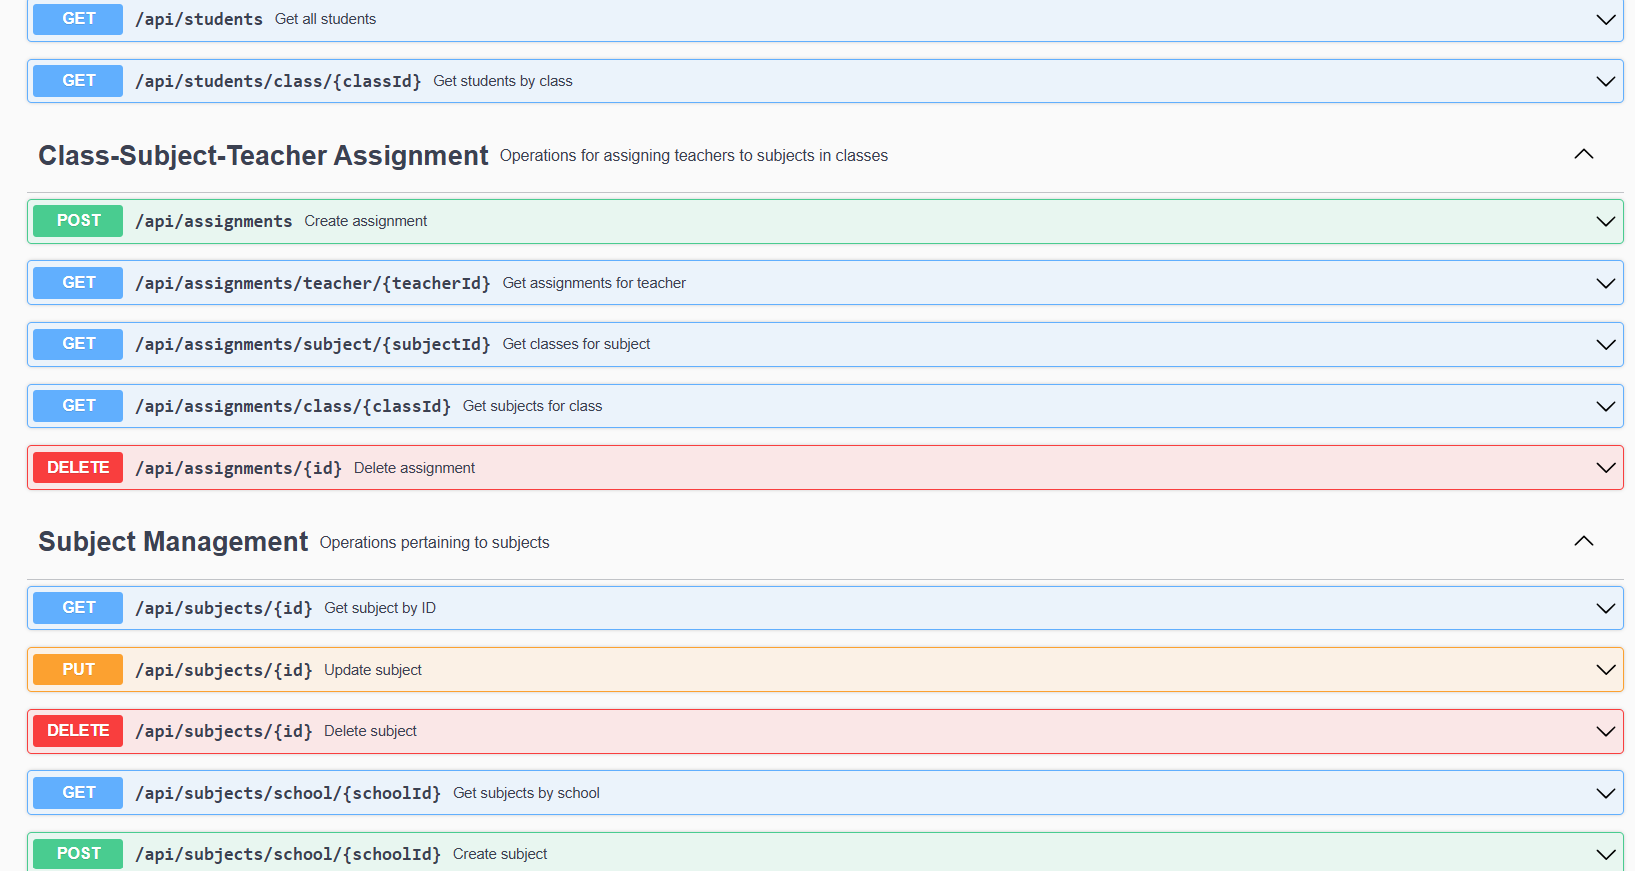 GET /api/students Get all students
GET /api/students/class/{classId} Get students by class
Class-Subject-Teacher Assignment Operations for assigning teachers to subjects in classes
POST /api/assignments Create assignment
GET /api/assignments/teacher/{teacherId} Get assignments for teacher
GET /api/assignments/subject/{subjectId} Get classes for subject
GET /api/assignments/class/{classId} Get subjects for class
DELETE /api/assignments/{id} Delete assignment
Subject Management Operations pertaining to subjects
GET /api/subjects/{id} Get subject by ID
PUT /api/subjects/{id} Update subject
DELETE /api/subjects/{id} Delete subject
GET /api/subjects/school/{schoolId} Get subjects by school
POST /api/subjects/school/{schoolId} Create subject